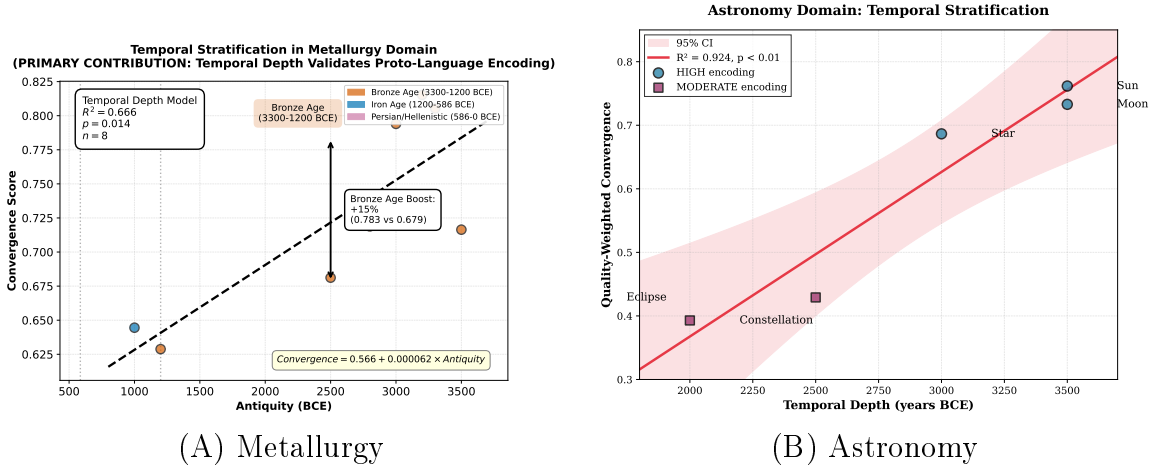 Temporal Stratification in Metallurgy Domain
(PRIMARY CONTRIBUTION: Temporal Depth Validates Proto-Language Encoding)
Temporal Depth Model
R² = 0.666
p = 0.014
n = 8
Bronze Age
(3300-1200 BCE)
Bronze Age (3300-1200 BCE)
Iron Age (1200-586 BCE)
Persian/Hellenistic (586-0 BCE)
Bronze Age Boost:
+15%
(0.783 vs 0.679)
Convergence = 0.566 + 0.000062 × Antiquity
Convergence Score
0.825
0.800
0.775
0.750
0.725
0.700
0.675
0.650
0.625
500 1000 1500 2000 2500 3000 3500
Antiquity (BCE)
(A) Metallurgy
Astronomy Domain: Temporal Stratification
95% CI
R² = 0.924, p < 0.01
HIGH encoding
MODERATE encoding
Sun
Moon
Star
Eclipse
Constellation
Quality-Weighted Convergence
0.8
0.7
0.6
0.5
0.4
0.3
2000 2250 2500 2750 3000 3250 3500
Temporal Depth (years BCE)
(B) Astronomy